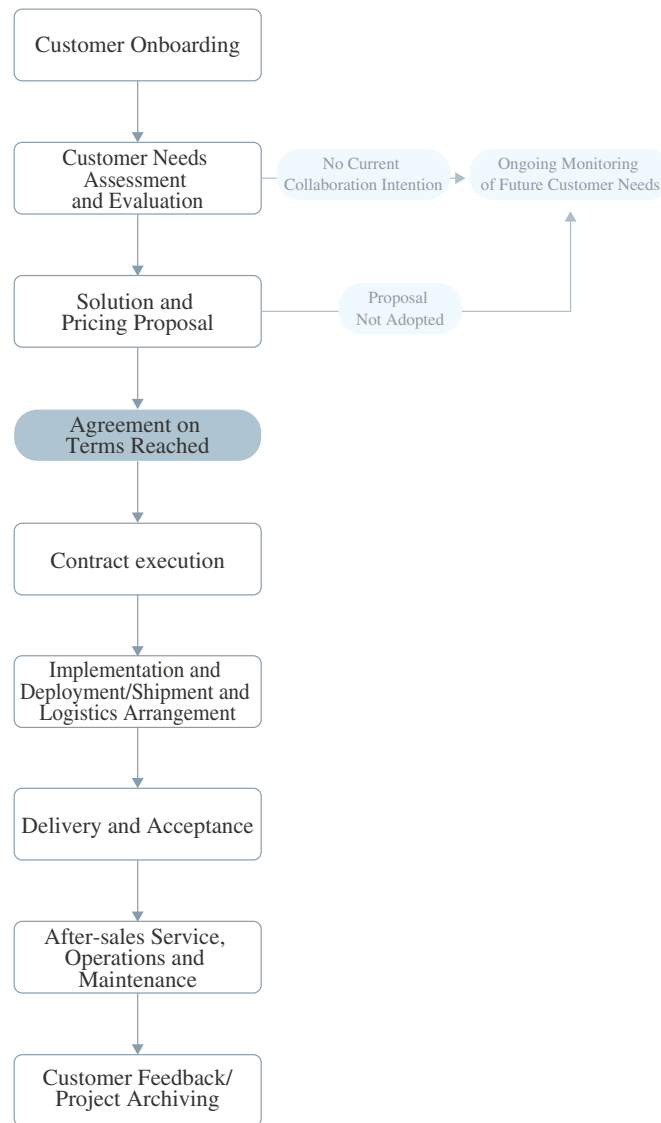 Customer Onboarding
Customer Needs
Assessment
and Evaluation
No Current
Collaboration Intention
Ongoing Monitoring
of Future Customer Needs
Solution and
Pricing Proposal
Proposal
Not Adopted
Agreement on
Terms Reached
Contract execution
Implementation and
Deployment/Shipment and
Logistics Arrangement
Delivery and Acceptance
After-sales Service,
Operations and
Maintenance
Customer Feedback/
Project Archiving